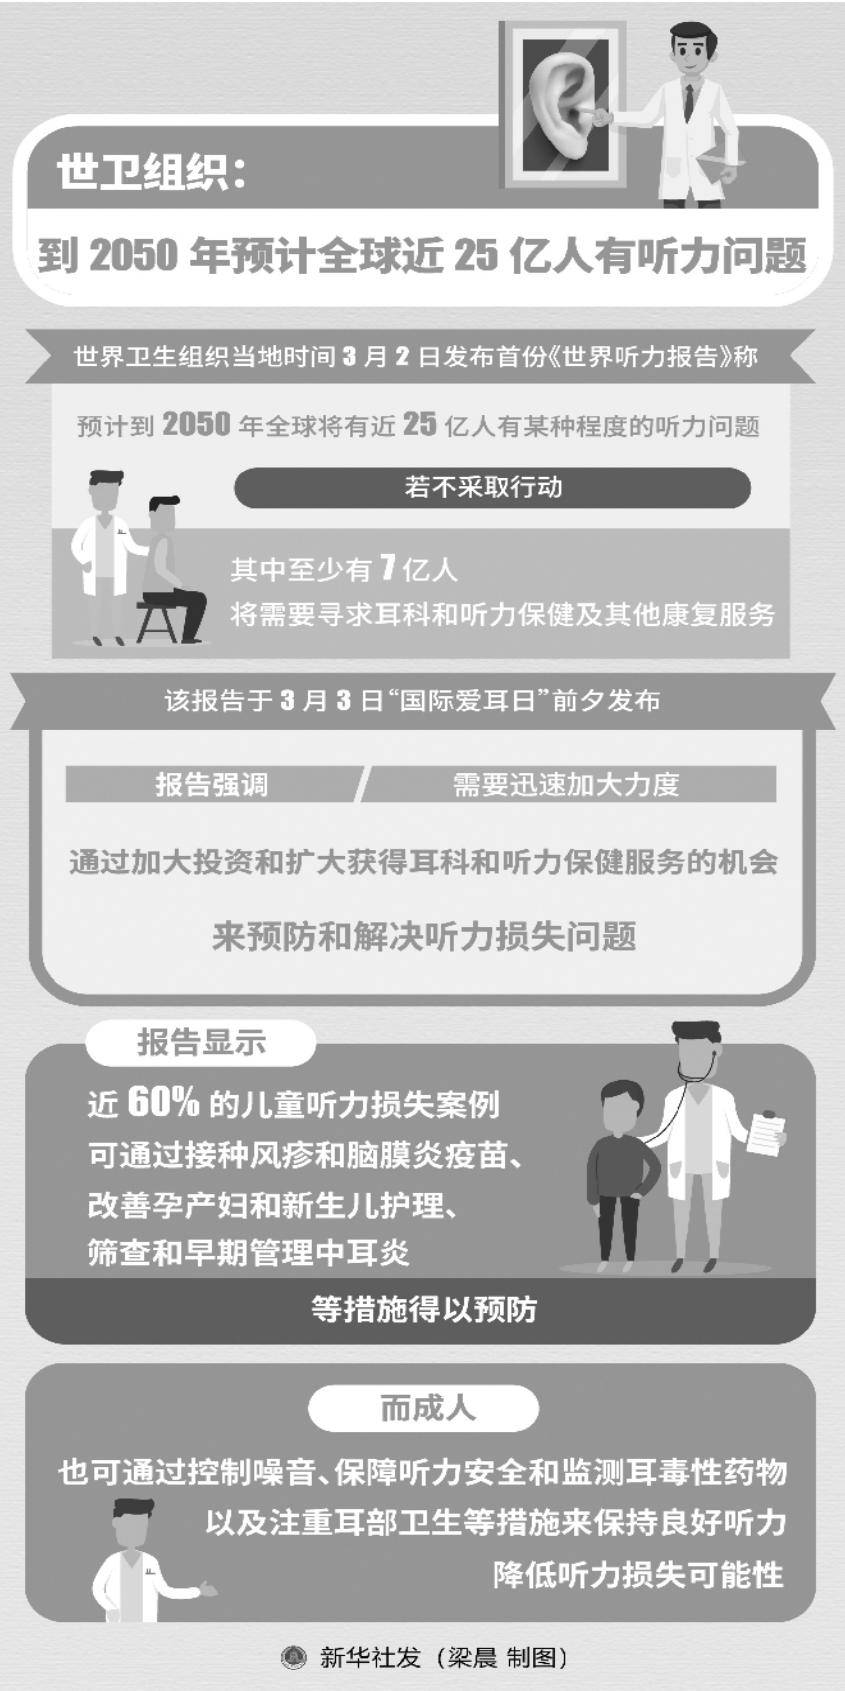 世卫组织：
到 2050 年预计全球近 25 亿人有听力问题
世界卫生组织当地时间 3 月 2 日发布首份《世界听力报告》称
预计到 2050 年全球将有近 25 亿人有某种程度的听力问题
若不采取行动
其中至少有 7 亿人
将需要寻求耳科和听力保健及其他康复服务
该报告于 3 月 3 日“国际爱耳日”前夕发布
报告强调 / 需要迅速加大力度
通过加大投资和扩大获得耳科和听力保健服务的机会
来预防和解决听力损失问题
报告显示
近 60% 的儿童听力损失案例
可通过接种风疹和脑膜炎疫苗、
改善孕产妇和新生儿护理、
筛查和早期管理中耳炎
等措施得以预防
而成人
也可通过控制噪音、保障听力安全和监测耳毒性药物
以及注重耳部卫生等措施来保持良好听力
降低听力损失可能性
新华社发（梁晨 制图）